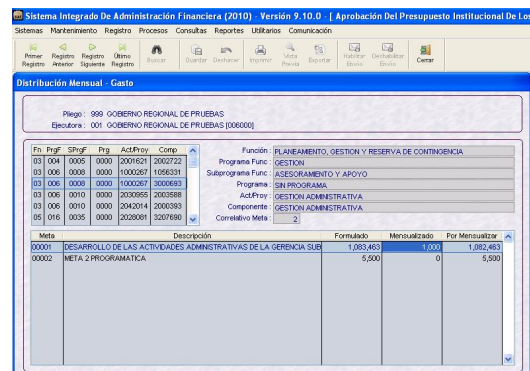 Sistema Integrado De Administración Financiera (2010) - Versión 9.10.0 - [ Aprobación Del Presupuesto Institucional De Los
Sistemas Mantenimiento Registro Procesos Consultas Reportes Utilitarios Comunicación
Primer Registro Registro Anterior Registro Siguiente Último Registro Buscar Guardar Deshacer Imprimir Vista Previa Exportar Habilitar Envío Deshabilitar Envío Cerrar
Distribución Mensual - Gasto
Pliego : 999 GOBIERNO REGIONAL DE PRUEBAS
Ejecutora : 001 GOBIERNO REGIONAL DE PRUEBAS [006000]
Fn PrgF SPrgF Prg Act/Proy Comp
03 004 0005 0000 2001621 2002722
03 006 0008 0000 1000267 1056331
03 006 0008 0000 1000267 3000693
03 006 0010 0000 2030955 2003588
03 006 0010 0000 2042014 2000393
05 016 0035 0000 2028081 3207690
Función : PLANEAMIENTO, GESTION Y RESERVA DE CONTINGENCIA
Programa Func : GESTION
Subprograma Func : ASESORAMIENTO Y APOYO
Programa : SIN PROGRAMA
Act/Proy : GESTION ADMINISTRATIVA
Componente : GESTION ADMINISTRATIVA
Correlativo Meta : 2
Meta Descripción Formulado Mensualizado Por Mensualizar
00001 DESARROLLO DE LAS ACTIVIDADES ADMINISTRATIVAS DE LA GERENCIA SUB 1,083,463 1,000 1,082,463
00002 META 2 PROGRAMATICA 5,500 0 5,500